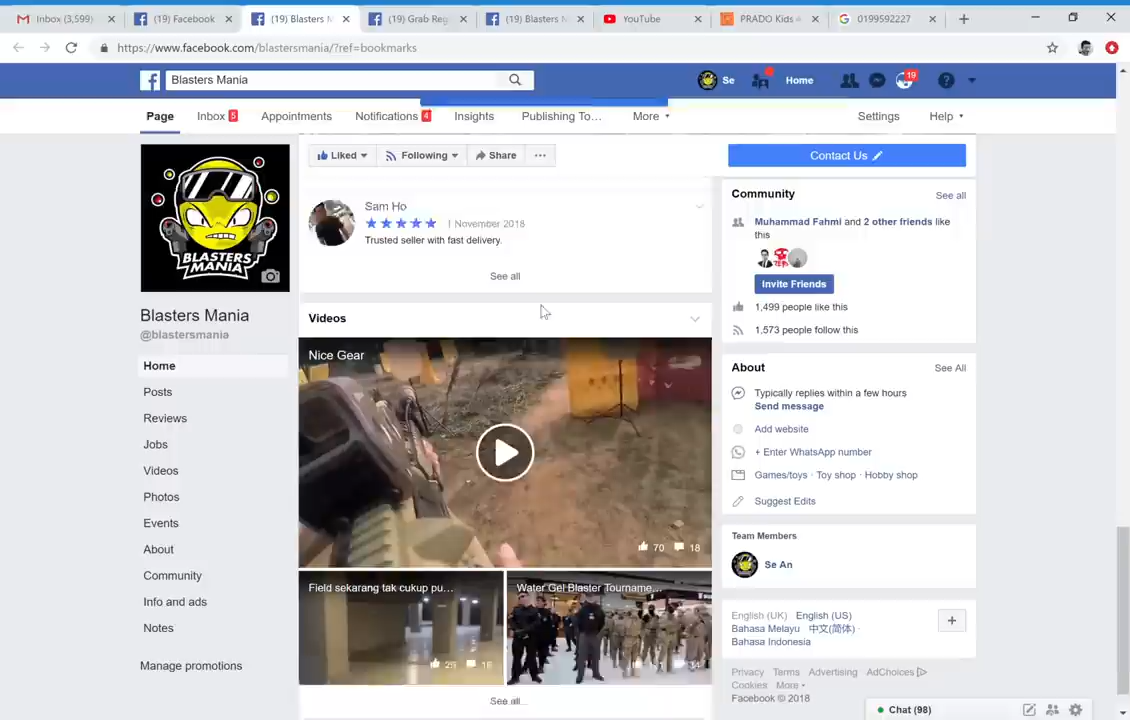 Inbox (3,599)
(19) Facebook
(19) Blasters M
(19) Grab Reg
(19) Blasters M
YouTube
PRADO Kids
0199592227
https://www.facebook.com/blastersmania/?ref=bookmarks
Blasters Mania
Se
Home
19
Page
Inbox 5
Appointments
Notifications 4
Insights
Publishing To…
More
Settings
Help
Liked
Following
Share
Contact Us
BLASTERS
MANIA
Blasters Mania
@blastersmania
Home
Posts
Reviews
Jobs
Videos
Photos
Events
About
Community
Info and ads
Notes
Manage promotions
Sam Ho
1 November 2018
Trusted seller with fast delivery.
See all
Videos
Nice Gear
70 18
Field sekarang tak cukup pu...
Water Gel Blaster Tourname...
See all
Community
See all
Muhammad Fahmi and 2 other friends like
this
Invite Friends
1,499 people like this
1,573 people follow this
About
See All
Typically replies within a few hours
Send message
Add website
+ Enter WhatsApp number
Games/toys · Toy shop · Hobby shop
Suggest Edits
Team Members
Se An
English (UK) English (US)
Bahasa Melayu 中文(简体)
Bahasa Indonesia
Privacy Terms Advertising AdChoices
Cookies More
Facebook © 2018
Chat (98)